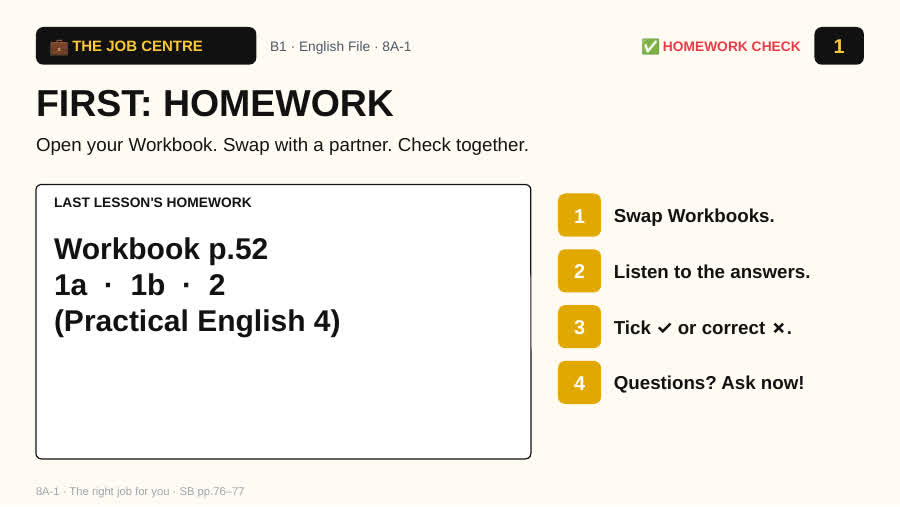 💼 THE JOB CENTRE
B1 · English File · 8A-1
✅ HOMEWORK CHECK
1
FIRST: HOMEWORK
Open your Workbook. Swap with a partner. Check together.
LAST LESSON'S HOMEWORK
Workbook p.52
1a · 1b · 2
(Practical English 4)
1 Swap Workbooks.
2 Listen to the answers.
3 Tick ✓ or correct ✗.
4 Questions? Ask now!
8A-1 · The right job for you · SB pp.76–77